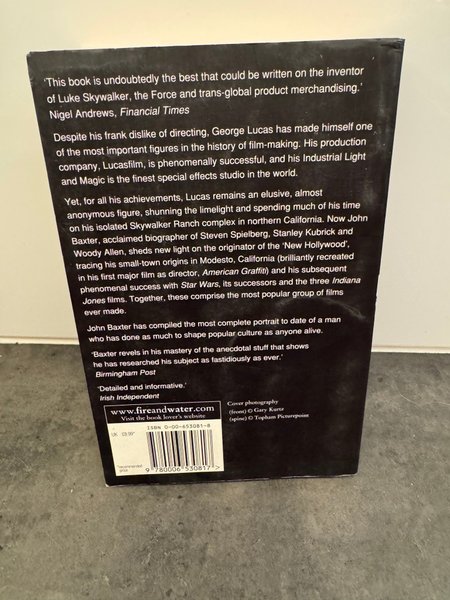 'This book is undoubtedly the best that could be written on the inventor
of Luke Skywalker, the Force and trans-global product merchandising.'
Nigel Andrews, Financial Times
Despite his frank dislike of directing, George Lucas has made himself one
of the most important figures in the history of film-making. His production
company, Lucasfilm, is phenomenally successful, and his Industrial Light
and Magic is the finest special effects studio in the world.
Yet, for all his achievements, Lucas remains an elusive, almost
anonymous figure, shunning the limelight and spending much of his time
on his isolated Skywalker Ranch complex in northern California. Now John
Baxter, acclaimed biographer of Steven Spielberg, Stanley Kubrick and
Woody Allen, sheds new light on the originator of the 'New Hollywood',
tracing his small-town origins in Modesto, California (brilliantly recreated
in his first major film as director, American Graffiti) and his subsequent
phenomenal success with Star Wars, its successors and the three Indiana
Jones films. Together, these comprise the most popular group of films
ever made.
John Baxter has compiled the most complete portrait to date of a man
who has done as much to shape popular culture as anyone alive.
'Baxter revels in his mastery of the anecdotal stuff that shows
he has researched his subject as fastidiously as ever.'
Birmingham Post
'Detailed and informative.'
Irish Independent
Cover photography
(front) © Gary Kurtz
(spine) © Topham Picturepoint
www.fireandwater.com
Visit the book lover's website
ISBN 0-00-653081-8
UK £8.99*
*recommended
price
9 780006 530817 >